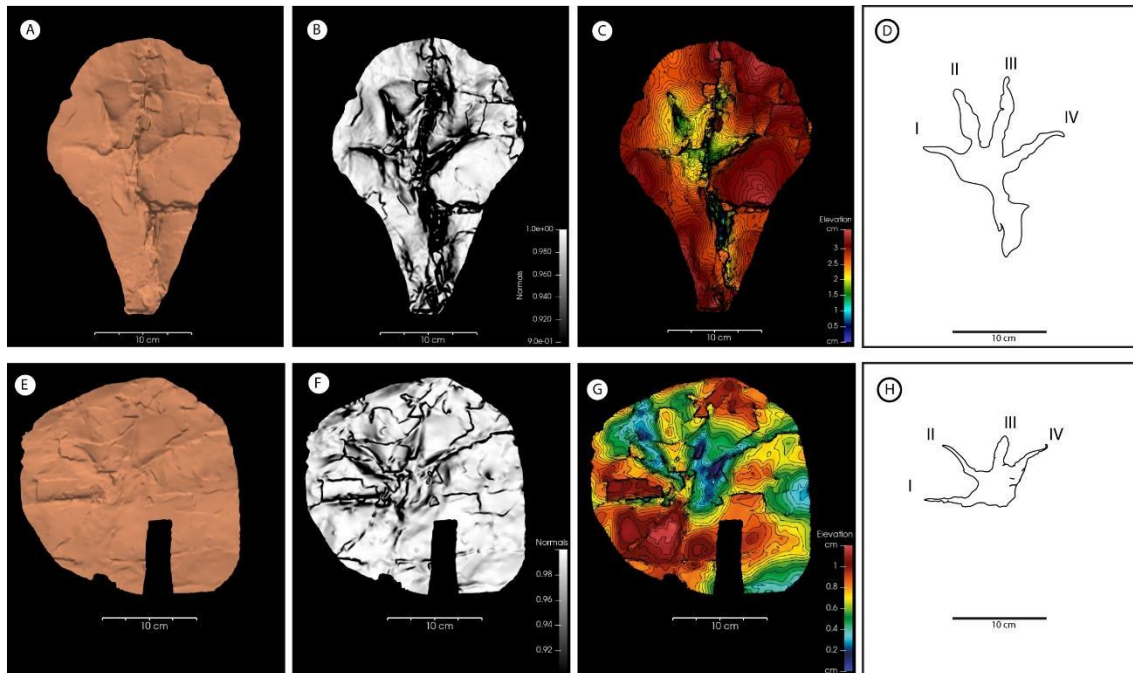 A
10 cm
B
1.0e+00
0.980
0.960
0.940
0.920
9.0e-01
Normals
10 cm
C
Elevation
cm
3
2.5
2
1.5
1
0.5
cm
10 cm
D
I
II
III
IV
10 cm
E
10 cm
F
Normals
0.98
0.96
0.94
0.92
10 cm
G
Elevation
cm
1
0.8
0.6
0.4
0.2
cm
10 cm
H
I
II
III
IV
10 cm